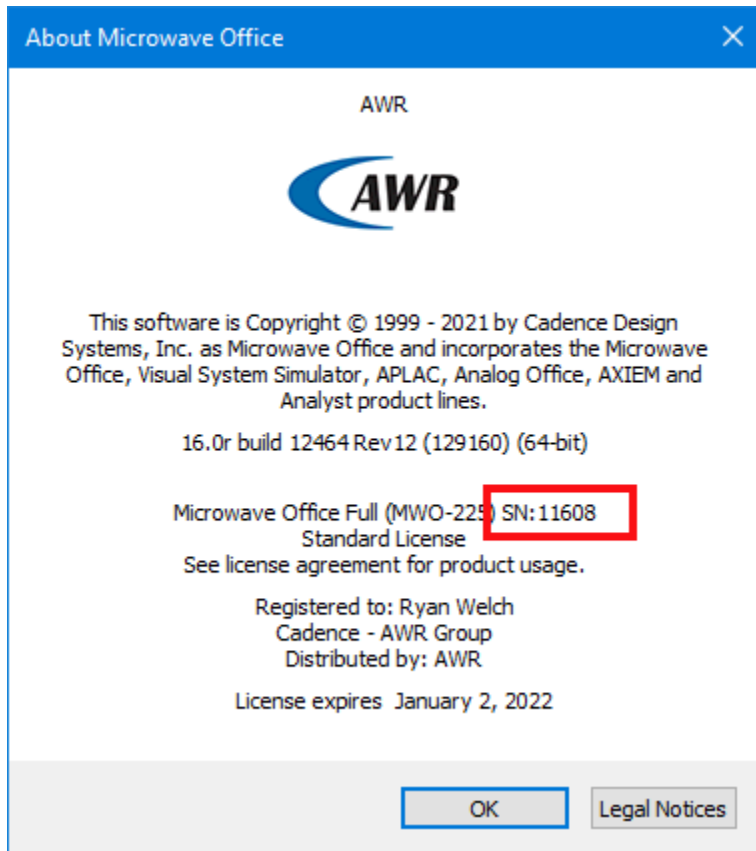 About Microwave Office
AWR
AWR
This software is Copyright © 1999 - 2021 by Cadence Design
Systems, Inc. as Microwave Office and incorporates the Microwave
Office, Visual System Simulator, APLAC, Analog Office, AXIEM and
Analyst product lines.
16.0r build 12464 Rev12 (129160) (64-bit)
Microwave Office Full (MWO-225) SN:11608
Standard License
See license agreement for product usage.
Registered to: Ryan Welch
Cadence - AWR Group
Distributed by: AWR
License expires January 2, 2022
OK
Legal Notices